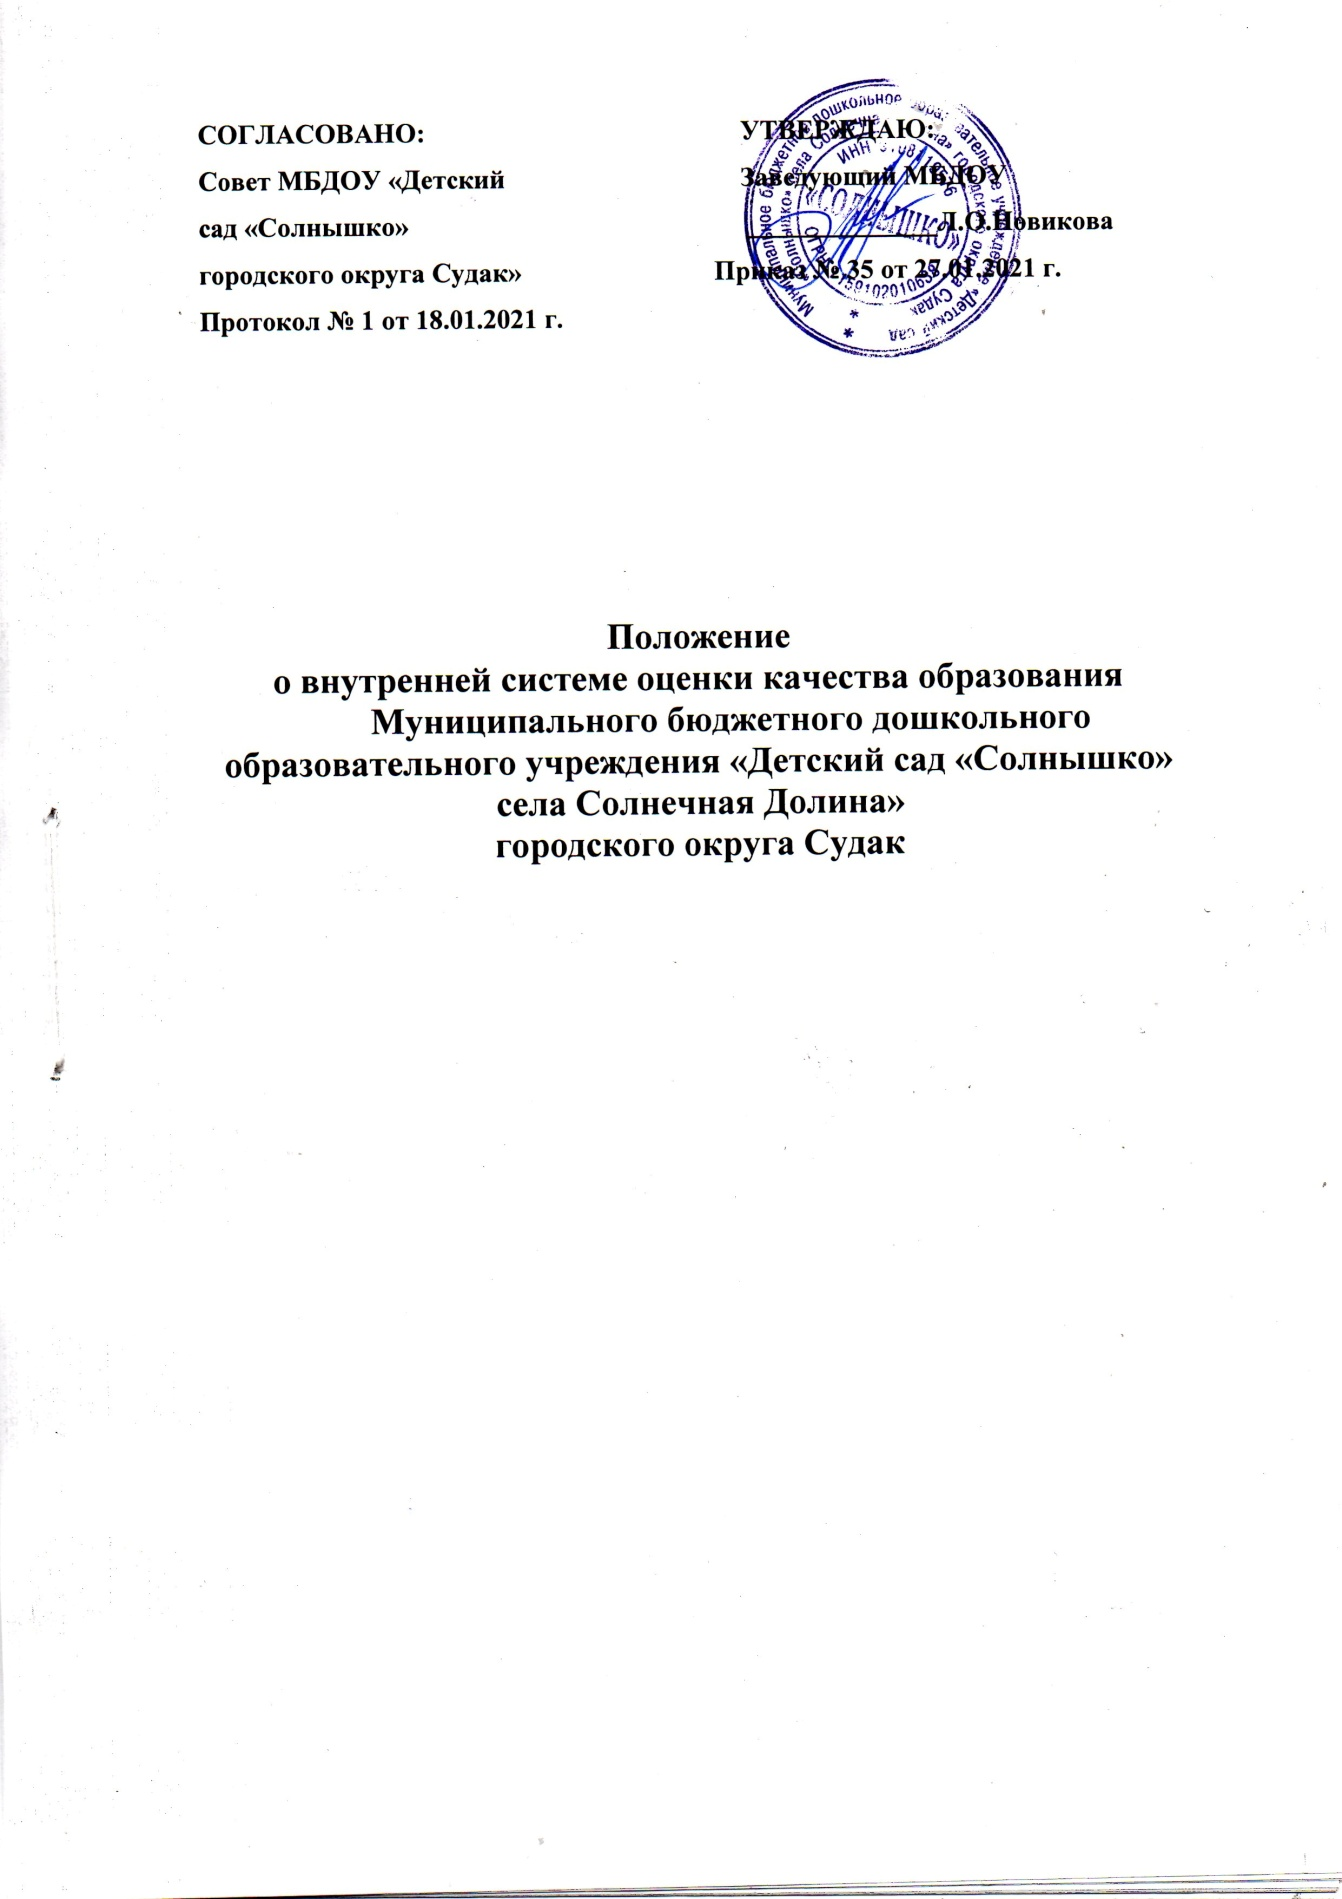 СОГЛАСОВАНО:
Совет МБДОУ «Детский
сад «Солнышко»
городского округа Судак»
Протокол № 1 от 18.01.2021 г.
УТВЕРЖДАЮ:
Заведующий МБДОУ
Л.О.Новикова
Приказ № 35 от 27.01.2021 г.
«СОЛНЫШКО»
Положение
о внутренней системе оценки качества образования
Муниципального бюджетного дошкольного
образовательного учреждения «Детский сад «Солнышко»
села Солнечная Долина»
городского округа Судак